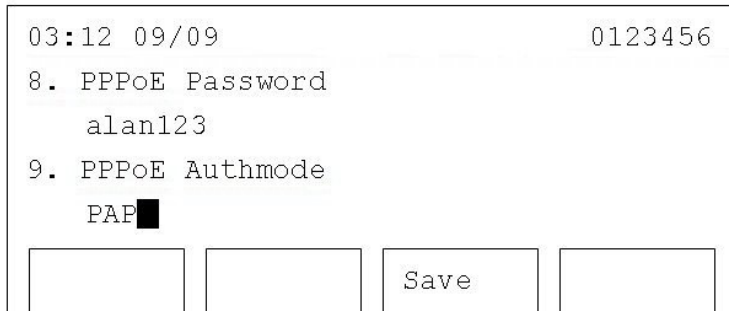 03:12 09/09 0123456
8. PPPoE Password
alan123
9. PPPoE Authmode
PAP
Save